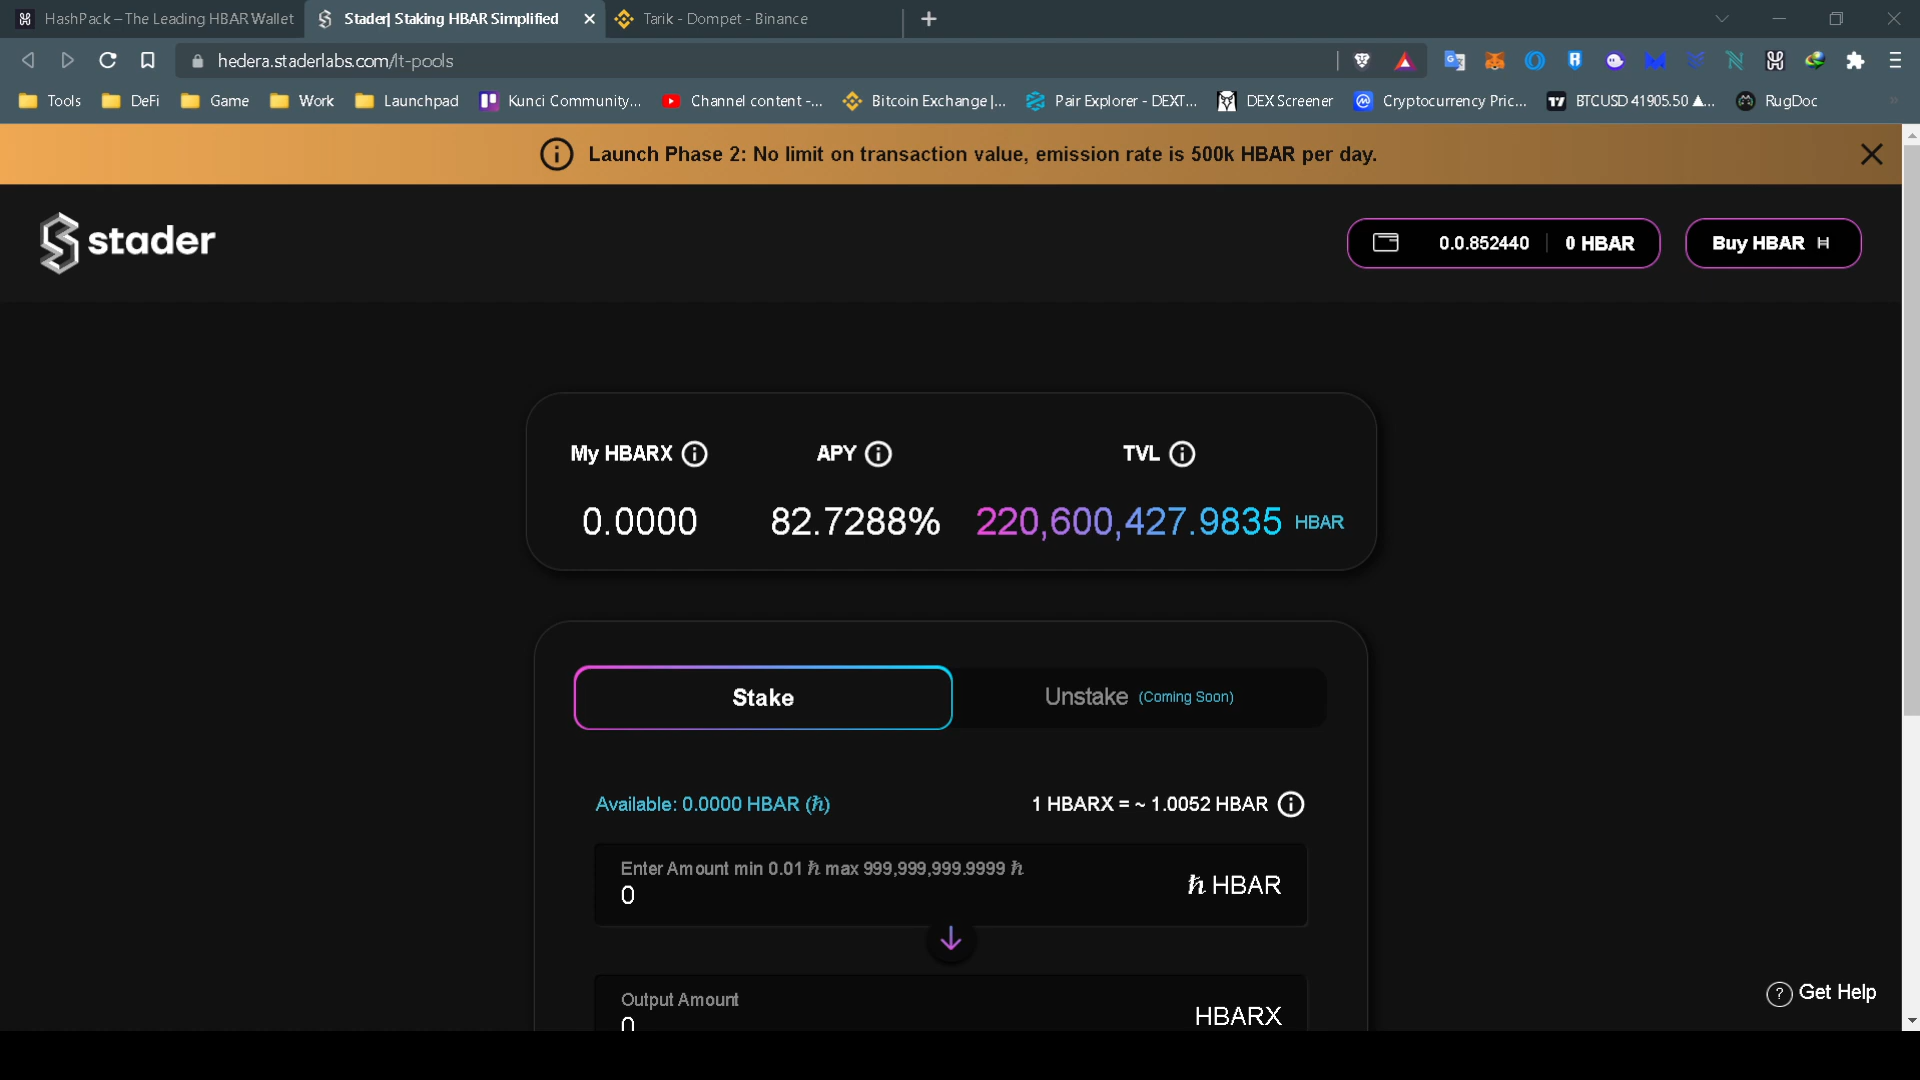 HashPack – The Leading HBAR Wallet
Stader| Staking HBAR Simplified
Tarik - Dompet - Binance
hedera.staderlabs.com/lt-pools
Tools
DeFi
Game
Work
Launchpad
Kunci Community...
Channel content -...
Bitcoin Exchange |...
Pair Explorer - DEXT...
DEX Screener
Cryptocurrency Pric...
BTCUSD 41905.50 ▲...
RugDoc
Launch Phase 2: No limit on transaction value, emission rate is 500k HBAR per day.
stader
0.0.852440
0 HBAR
Buy HBAR
My HBARX
APY
TVL
0.0000
82.7288%
220,600,427.9835 HBAR
Stake
Unstake (Coming Soon)
Available: 0.0000 HBAR (ℏ)
1 HBARX = ~ 1.0052 HBAR
Enter Amount min 0.01 ℏ max 999,999,999.9999 ℏ
0
ℏ HBAR
Output Amount
0
HBARX
Get Help